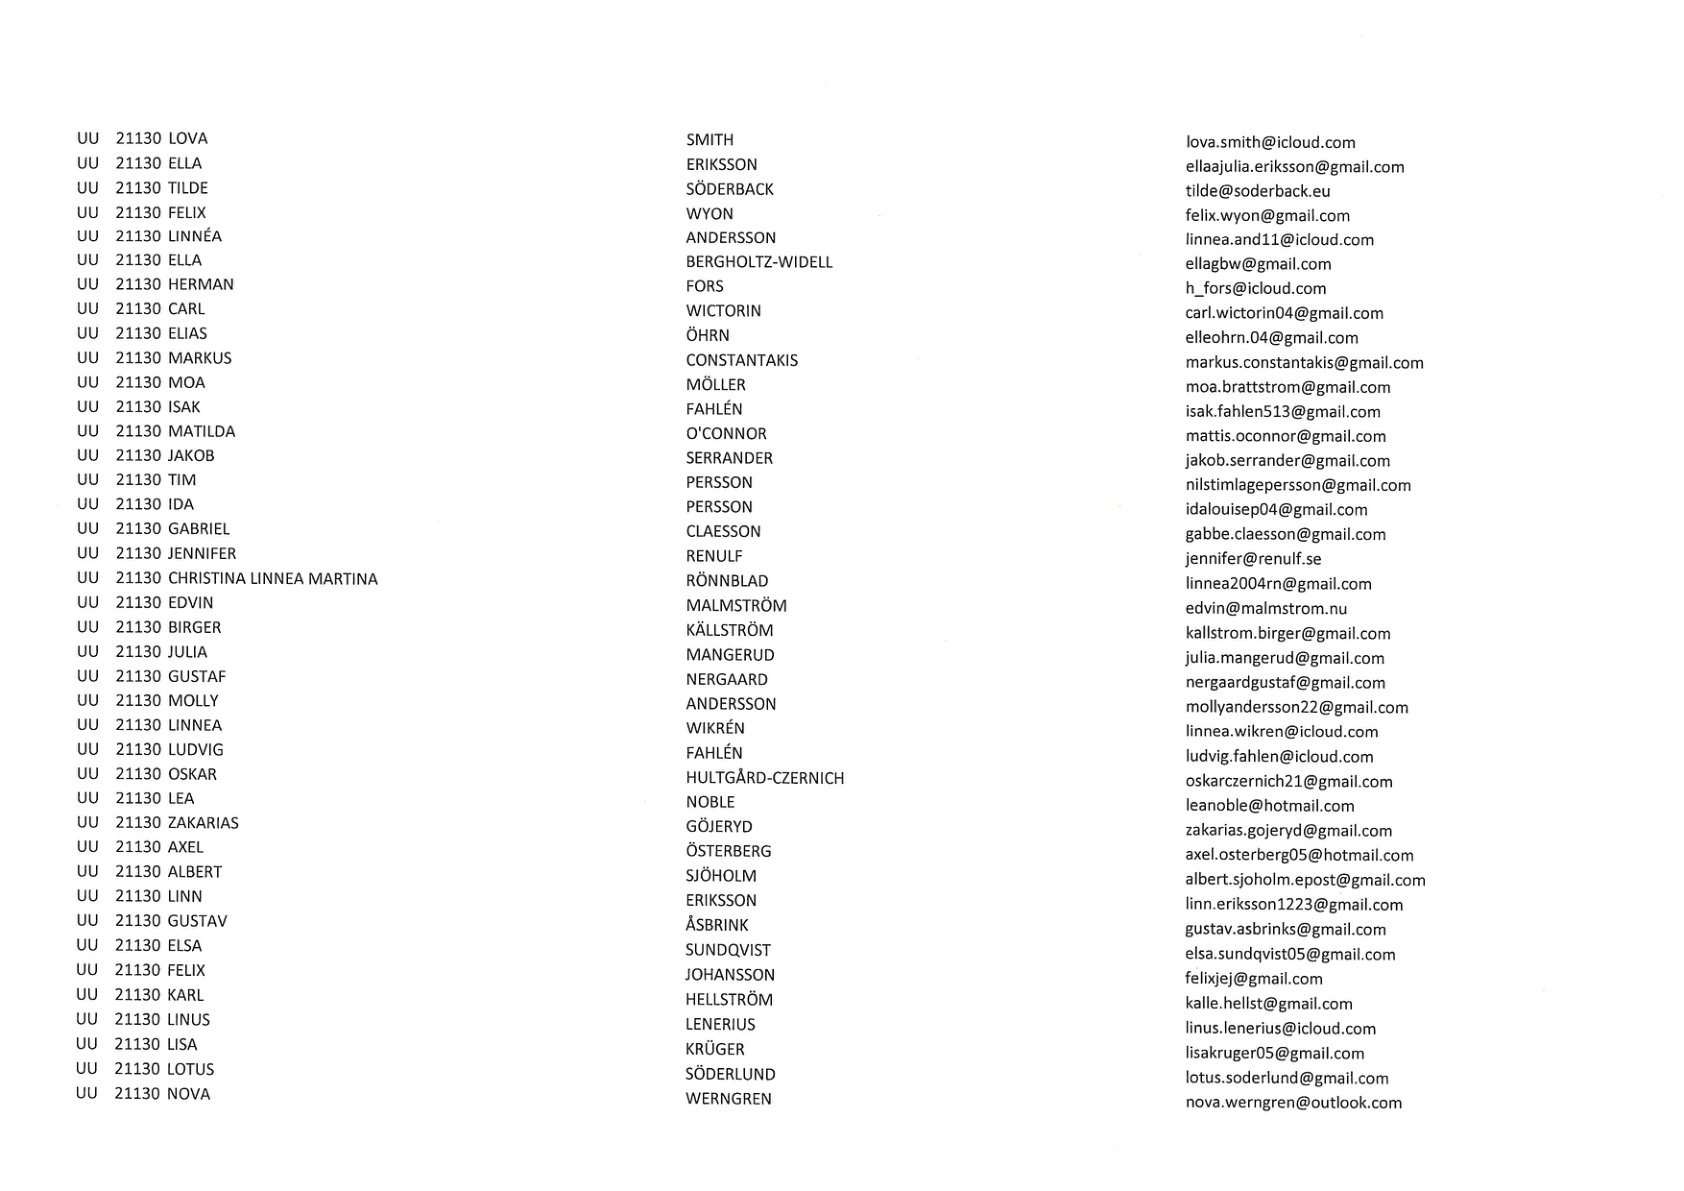 UU 21130 LOVA SMITH lova.smith@icloud.com
UU 21130 ELLA ERIKSSON ellaajulia.eriksson@gmail.com
UU 21130 TILDE SÖDERBACK tilde@soderback.eu
UU 21130 FELIX WYON felix.wyon@gmail.com
UU 21130 LINNÉA ANDERSSON linnea.and11@icloud.com
UU 21130 ELLA BERGHOLTZ-WIDELL ellagbw@gmail.com
UU 21130 HERMAN FORS h_fors@icloud.com
UU 21130 CARL WICTORIN carl.wictorin04@gmail.com
UU 21130 ELIAS ÖHRN elleohrn.04@gmail.com
UU 21130 MARKUS CONSTANTAKIS markus.constantakis@gmail.com
UU 21130 MOA MÖLLER moa.brattstrom@gmail.com
UU 21130 ISAK FAHLÉN isak.fahlen513@gmail.com
UU 21130 MATILDA O'CONNOR mattis.oconnor@gmail.com
UU 21130 JAKOB SERRANDER jakob.serrander@gmail.com
UU 21130 TIM PERSSON nilstimlagepersson@gmail.com
UU 21130 IDA PERSSON idalouisep04@gmail.com
UU 21130 GABRIEL CLAESSON gabbe.claesson@gmail.com
UU 21130 JENNIFER RENULF jennifer@renulf.se
UU 21130 CHRISTINA LINNEA MARTINA RÖNNBLAD linnea2004rn@gmail.com
UU 21130 EDVIN MALMSTRÖM edvin@malmstrom.nu
UU 21130 BIRGER KÄLLSTRÖM kallstrom.birger@gmail.com
UU 21130 JULIA MANGERUD julia.mangerud@gmail.com
UU 21130 GUSTAF NERGAARD nergaardgustaf@gmail.com
UU 21130 MOLLY ANDERSSON mollyandersson22@gmail.com
UU 21130 LINNEA WIKRÉN linnea.wikren@icloud.com
UU 21130 LUDVIG FAHLÉN ludvig.fahlen@icloud.com
UU 21130 OSKAR HULTGÅRD-CZERNICH oskarczernich21@gmail.com
UU 21130 LEA NOBLE leanoble@hotmail.com
UU 21130 ZAKARIAS GÖJERYD zakarias.gojeryd@gmail.com
UU 21130 AXEL ÖSTERBERG axel.osterberg05@hotmail.com
UU 21130 ALBERT SJÖHOLM albert.sjoholm.epost@gmail.com
UU 21130 LINN ERIKSSON linn.eriksson1223@gmail.com
UU 21130 GUSTAV ÅSBRINK gustav.asbrinks@gmail.com
UU 21130 ELSA SUNDQVIST elsa.sundqvist05@gmail.com
UU 21130 FELIX JOHANSSON felixjej@gmail.com
UU 21130 KARL HELLSTRÖM kalle.hellst@gmail.com
UU 21130 LINUS LENERIUS linus.lenerius@icloud.com
UU 21130 LISA KRÜGER lisakruger05@gmail.com
UU 21130 LOTUS SÖDERLUND lotus.soderlund@gmail.com
UU 21130 NOVA WERNGREN nova.werngren@outlook.com